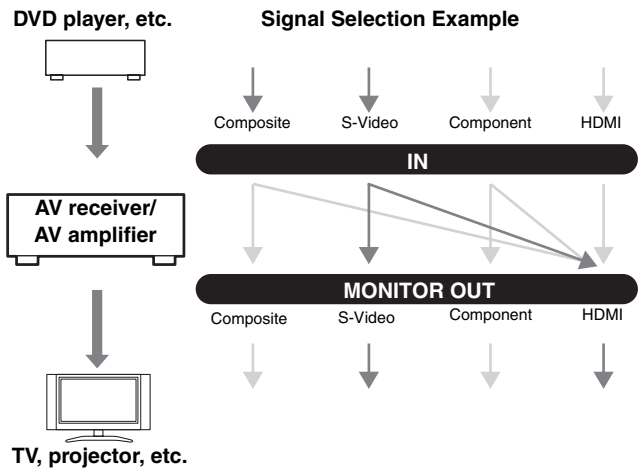 DVD player, etc.
Signal Selection Example
Composite S-Video Component HDMI
IN
AV receiver/
AV amplifier
MONITOR OUT
Composite S-Video Component HDMI
TV, projector, etc.